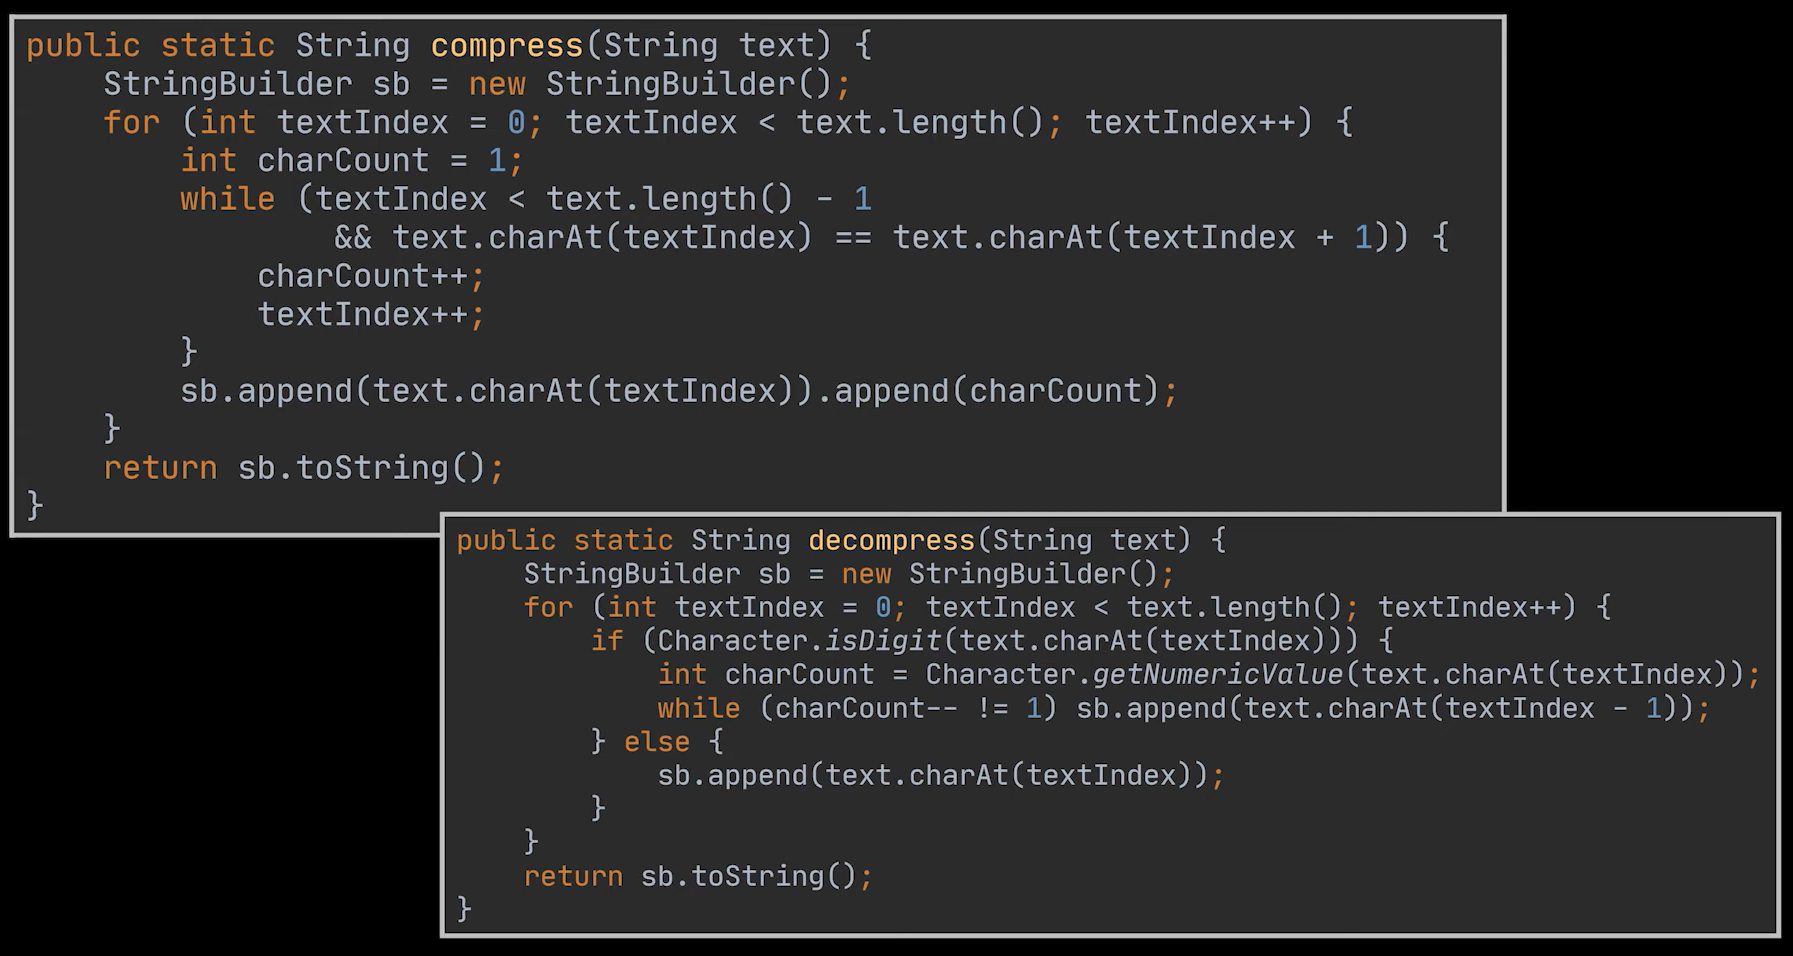 public static String compress(String text) {
    StringBuilder sb = new StringBuilder();
    for (int textIndex = 0; textIndex < text.length(); textIndex++) {
        int charCount = 1;
        while (textIndex < text.length() - 1
                && text.charAt(textIndex) == text.charAt(textIndex + 1)) {
            charCount++;
            textIndex++;
        }
        sb.append(text.charAt(textIndex)).append(charCount);
    }
    return sb.toString();
}
public static String decompress(String text) {
    StringBuilder sb = new StringBuilder();
    for (int textIndex = 0; textIndex < text.length(); textIndex++) {
        if (Character.isDigit(text.charAt(textIndex))) {
            int charCount = Character.getNumericValue(text.charAt(textIndex));
            while (charCount-- != 1) sb.append(text.charAt(textIndex - 1));
        } else {
            sb.append(text.charAt(textIndex));
        }
    }
    return sb.toString();
}